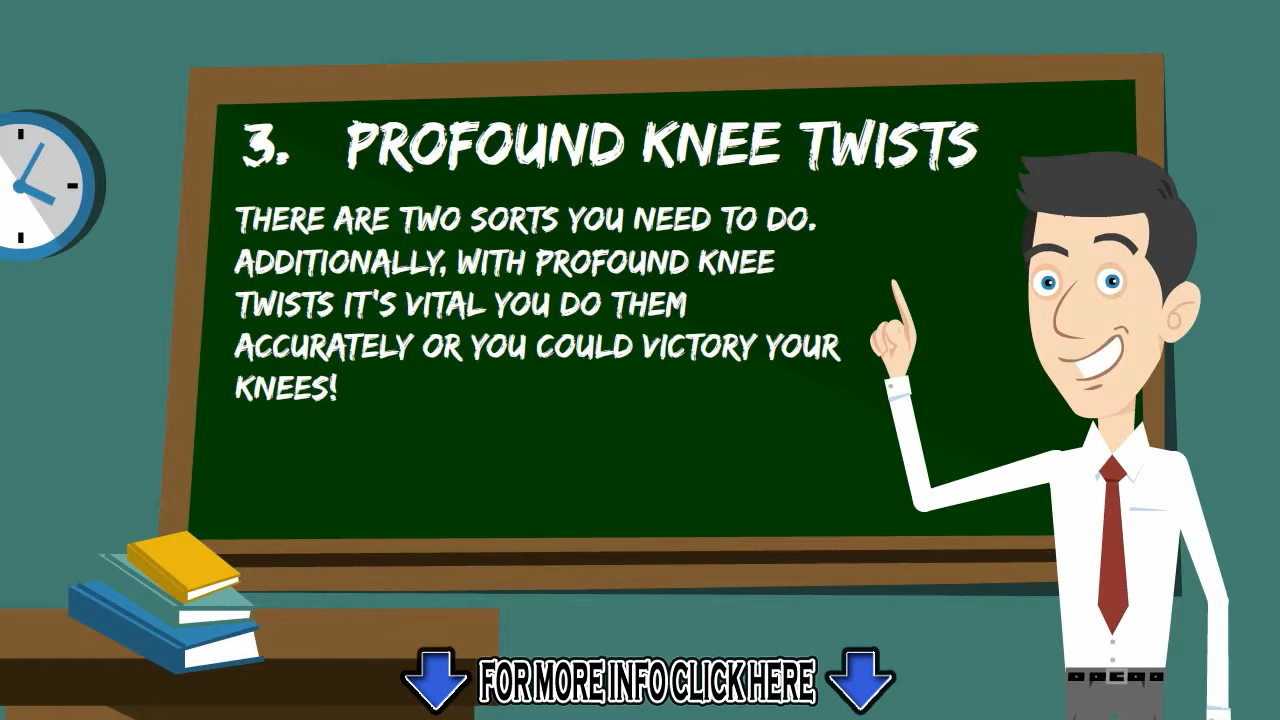 3. PROFOUND KNEE TWISTS
THERE ARE TWO SORTS YOU NEED TO DO.
ADDITIONALLY, WITH PROFOUND KNEE
TWISTS IT'S VITAL YOU DO THEM
ACCURATELY OR YOU COULD VICTORY YOUR
KNEES!
FOR MORE INFO CLICK HERE